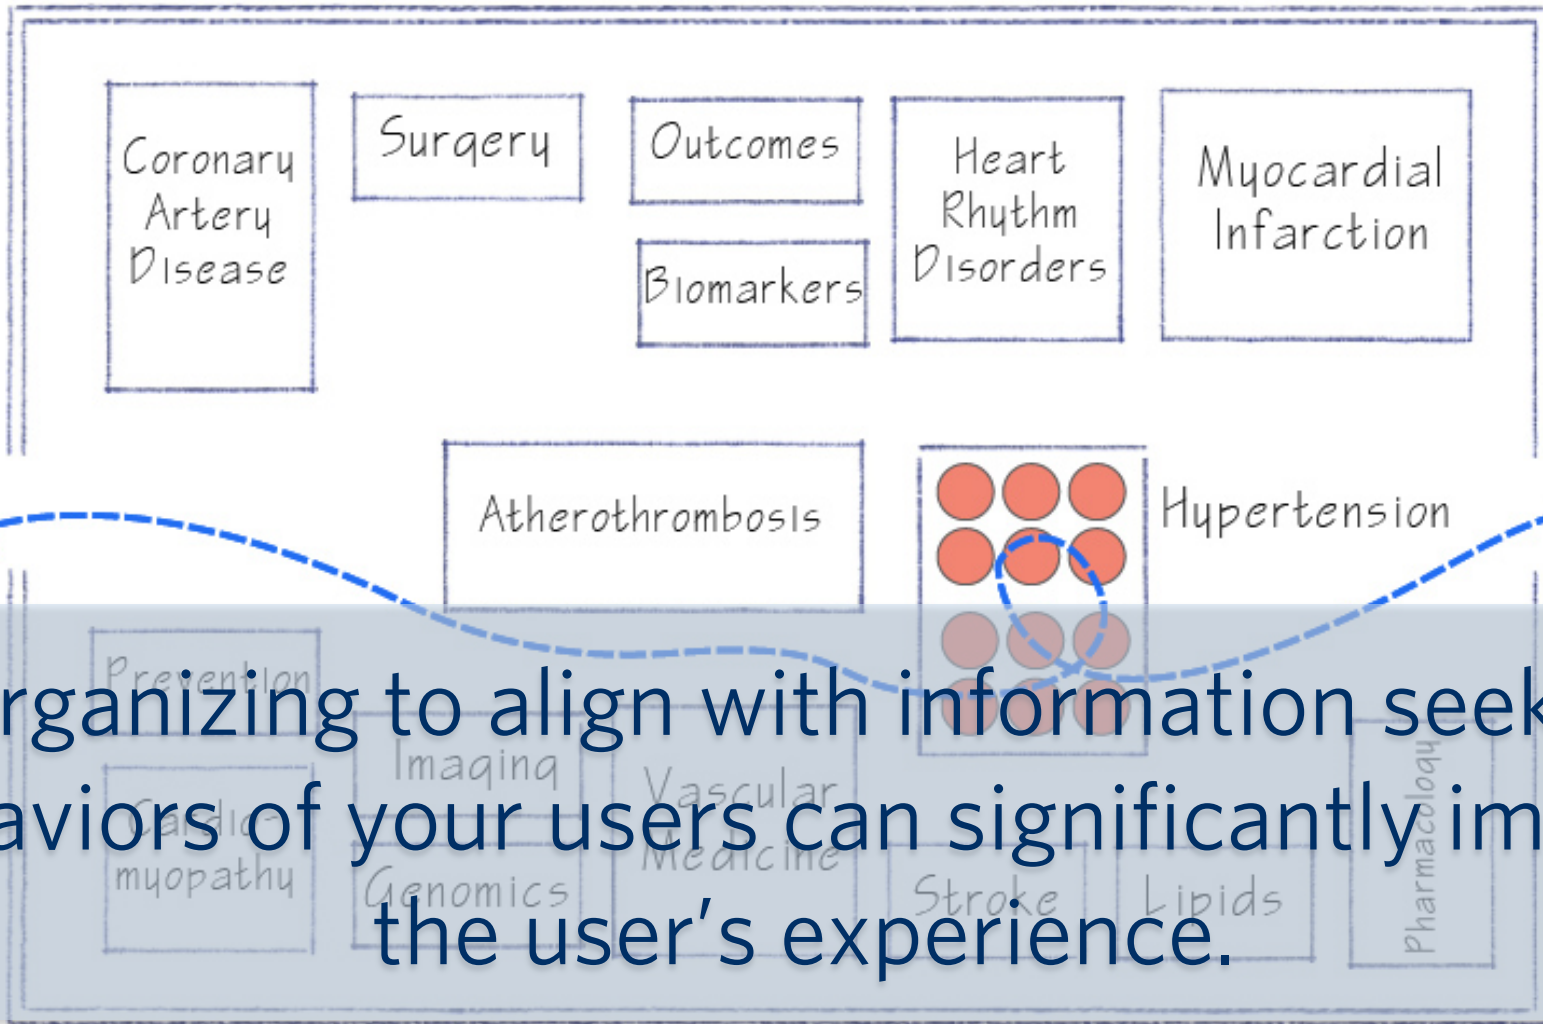 Coronary
Artery
Disease
Surgery
Outcomes
Biomarkers
Heart
Rhythm
Disorders
Myocardial
Infarction
Atherothrombosis
Hypertension
Prevention
Cardio-
myopathy
Imaging
Genomics
Vascular
Medicine
Stroke
Lipids
Pharmacology
rganizing to align with information seek
aviors of your users can significantly im
the user's experience.